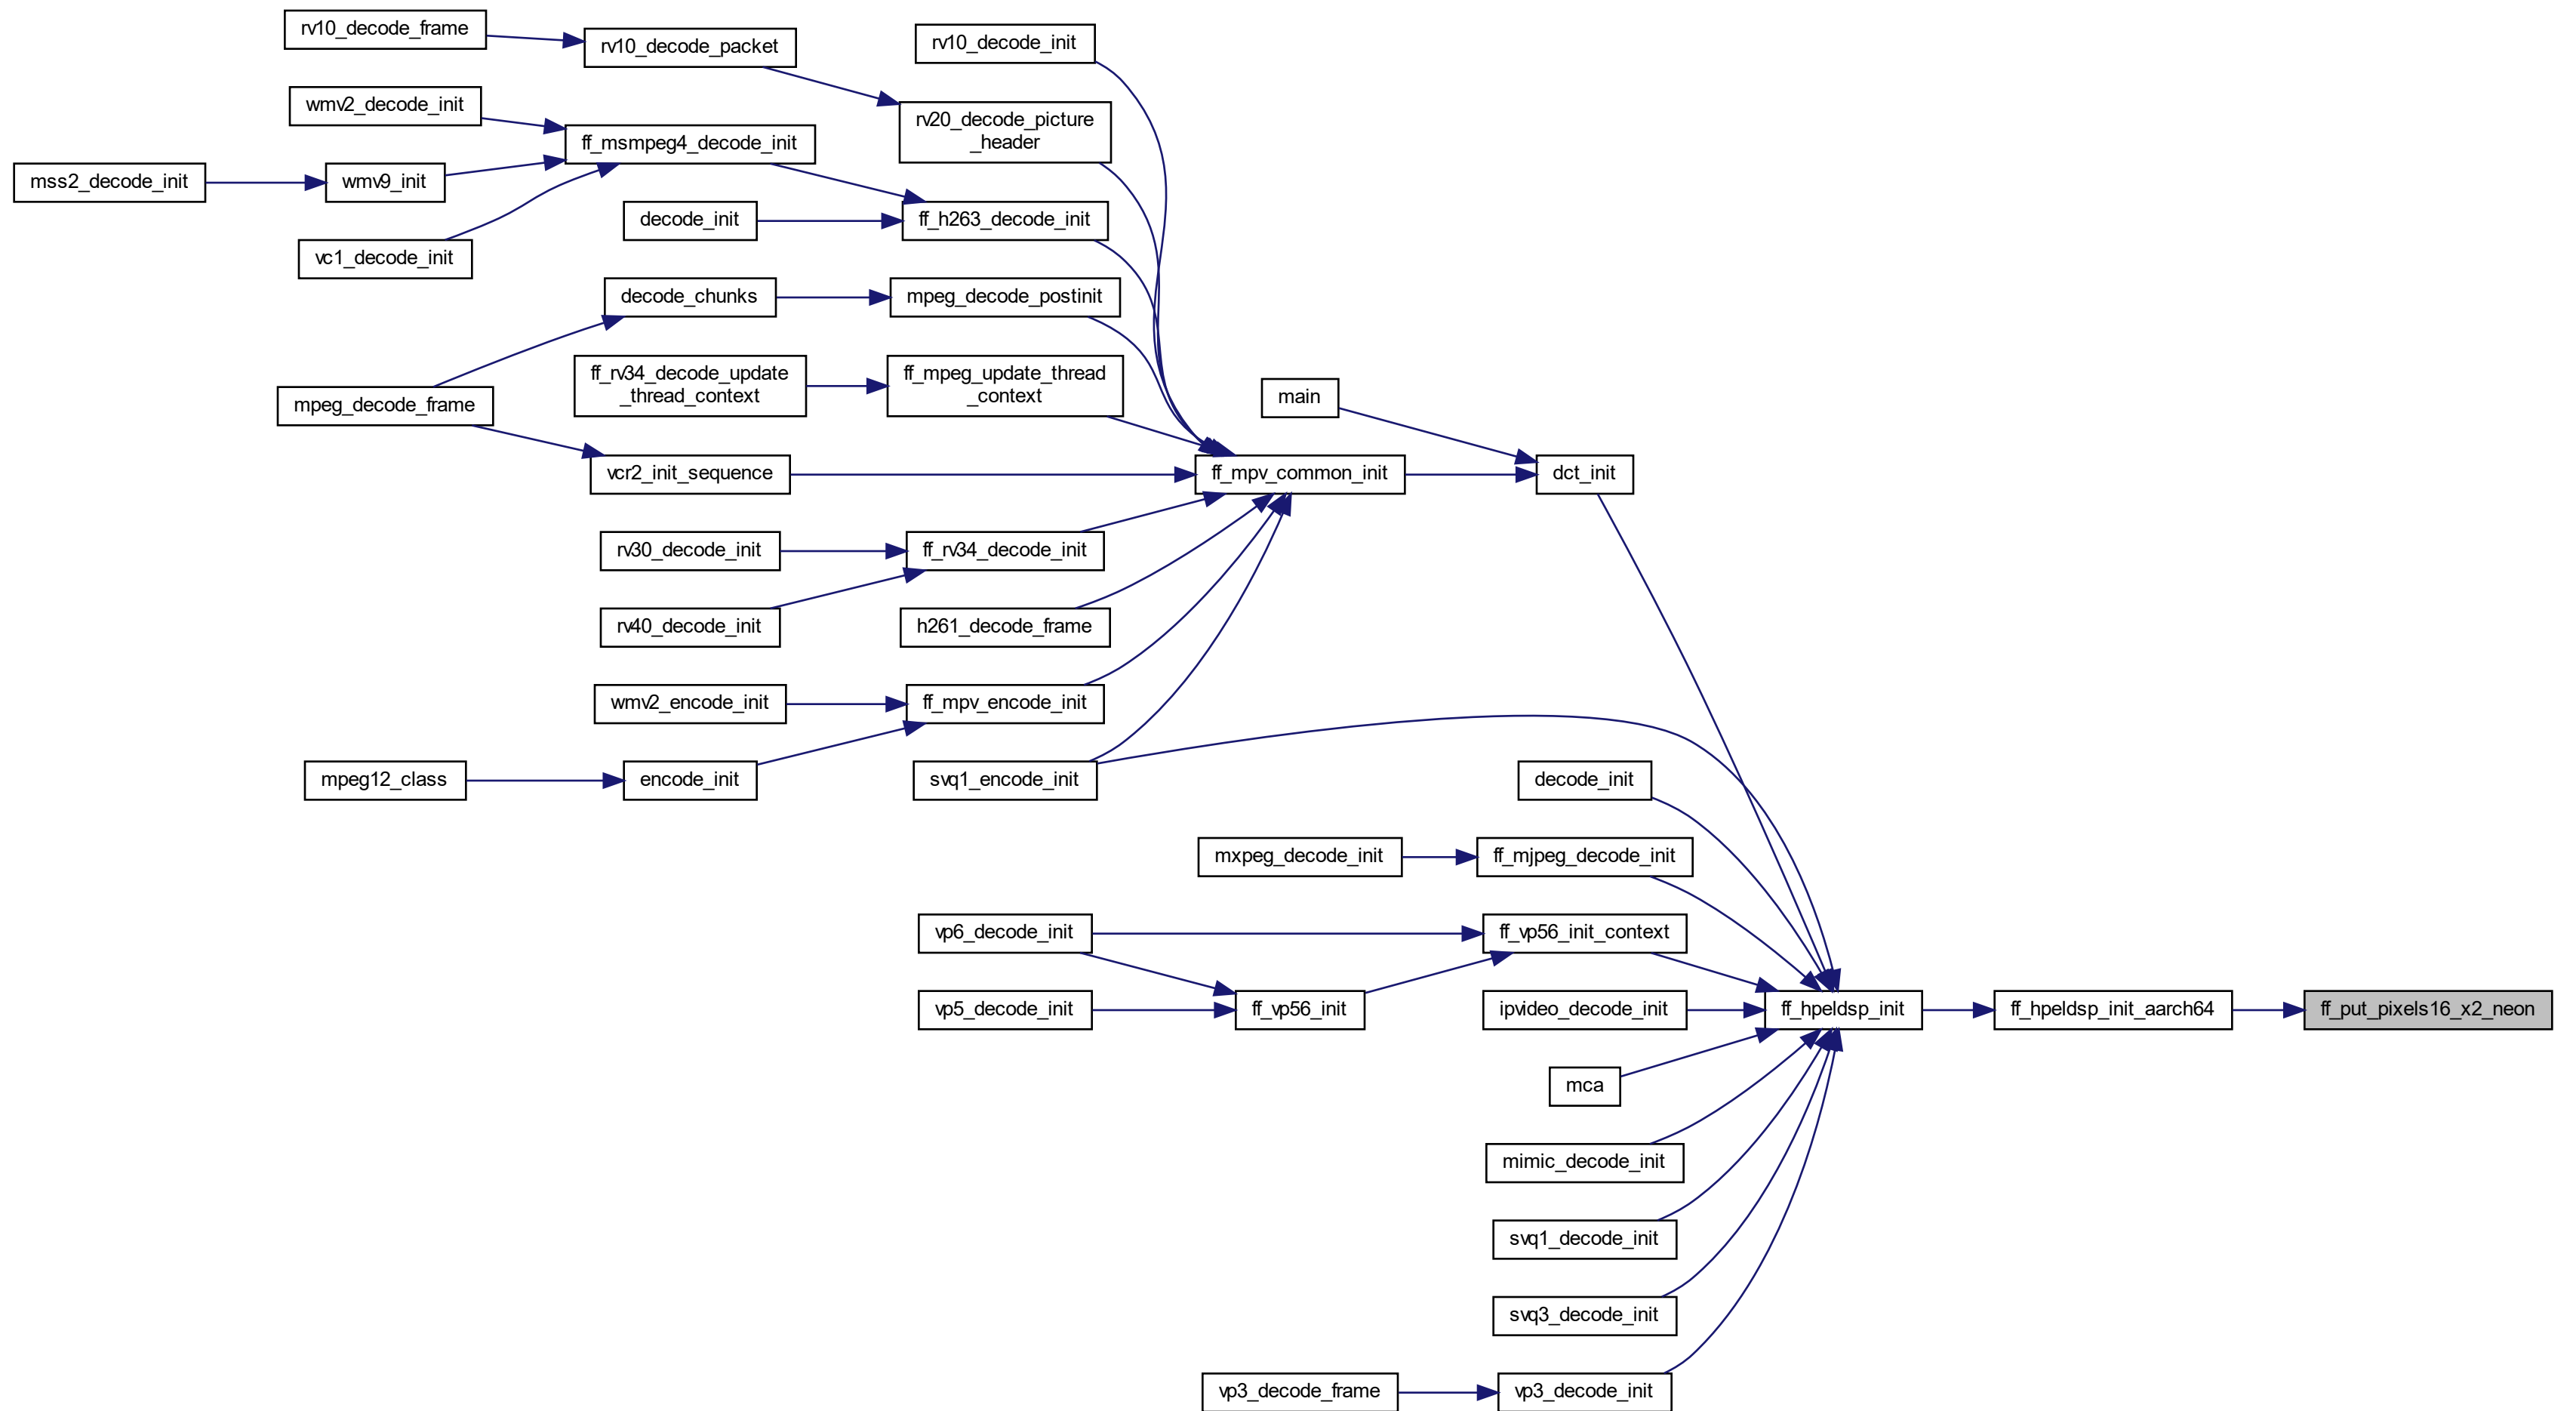 rv10_decode_frame
rv10_decode_packet
rv10_decode_init
wmv2_decode_init
rv20_decode_picture
_header
ff_msmpeg4_decode_init
mss2_decode_init
wmv9_init
decode_init
ff_h263_decode_init
vc1_decode_init
decode_chunks
mpeg_decode_postinit
ff_rv34_decode_update
_thread_context
ff_mpeg_update_thread
_context
main
mpeg_decode_frame
vcr2_init_sequence
ff_mpv_common_init
dct_init
rv30_decode_init
ff_rv34_decode_init
rv40_decode_init
h261_decode_frame
wmv2_encode_init
ff_mpv_encode_init
mpeg12_class
encode_init
svq1_encode_init
decode_init
mxpeg_decode_init
ff_mjpeg_decode_init
vp6_decode_init
ff_vp56_init_context
vp5_decode_init
ff_vp56_init
ipvideo_decode_init
ff_hpeldsp_init
ff_hpeldsp_init_aarch64
ff_put_pixels16_x2_neon
mca
mimic_decode_init
svq1_decode_init
svq3_decode_init
vp3_decode_frame
vp3_decode_init